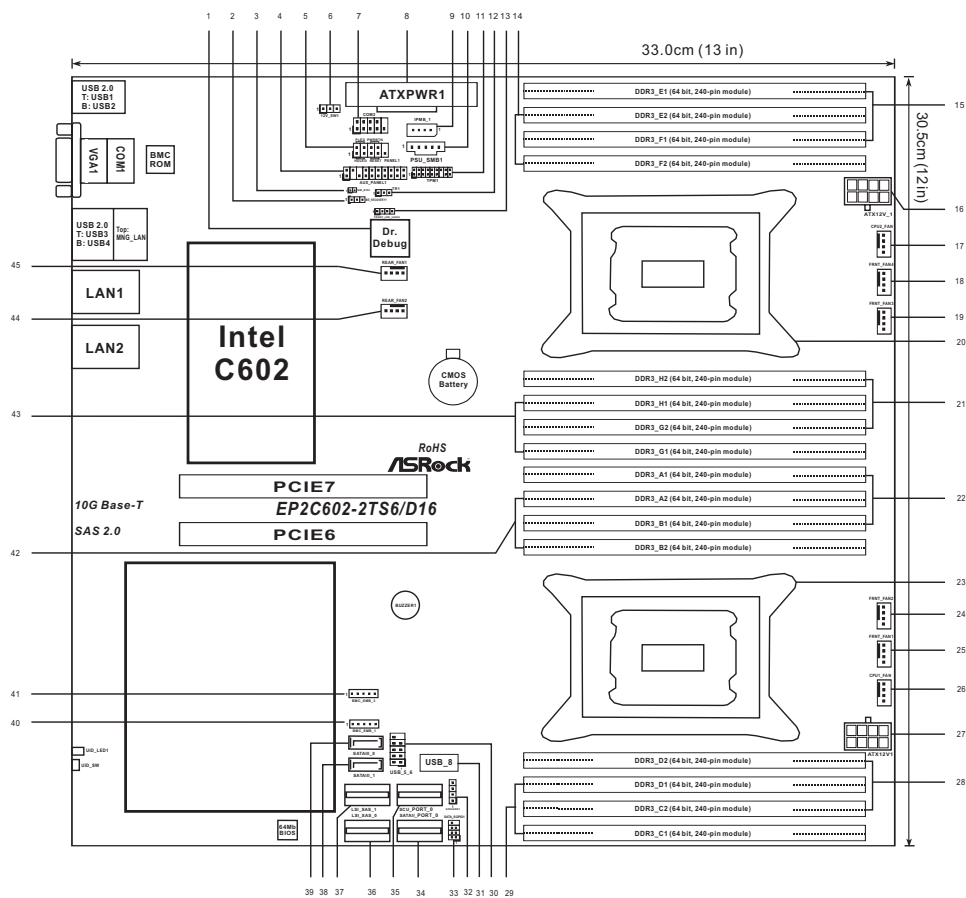 1 2 3 4 5 6 7 8 9 10 11 12 13 14
33.0cm (13 in)
30.5cm (12 in)
USB 2.0
T: USB1
B: USB2
ATXPWR1
COM2
IPMB_1
PSU_SMB1
PANEL1
AUX_PANEL1
TPM1
VGA1
COM1
BMC
ROM
USB 2.0
T: USB3
B: USB4
Top:
MNG_LAN
Dr.
Debug
REAR_FAN1
REAR_FAN2
LAN1
LAN2
Intel
C602
CMOS
Battery
DDR3_E1 (64 bit, 240-pin module)
DDR3_E2 (64 bit, 240-pin module)
DDR3_F1 (64 bit, 240-pin module)
DDR3_F2 (64 bit, 240-pin module)
15
ATX12V_1
16
CPU2_FAN
17
FRNT_FAN4
18
FRNT_FAN3
19
20
45
44
DDR3_H2 (64 bit, 240-pin module)
DDR3_H1 (64 bit, 240-pin module)
DDR3_G2 (64 bit, 240-pin module)
DDR3_G1 (64 bit, 240-pin module)
21
43
DDR3_A1 (64 bit, 240-pin module)
DDR3_A2 (64 bit, 240-pin module)
DDR3_B1 (64 bit, 240-pin module)
DDR3_B2 (64 bit, 240-pin module)
22
42
RoHS
ASRock
PCIE7
EP2C602-2TS6/D16
PCIE6
10G Base-T
SAS 2.0
BUZZER1
23
FRNT_FAN2
24
FRNT_FAN1
25
CPU1_FAN
26
ATX12V1
27
41
BMC_SMB_2
40
BMC_SMB_1
SATAIII_0
SATAIII_1
USB_5_6
USB_8
UID_LED1
UID_SW
DDR3_D2 (64 bit, 240-pin module)
DDR3_D1 (64 bit, 240-pin module)
DDR3_C2 (64 bit, 240-pin module)
DDR3_C1 (64 bit, 240-pin module)
28
LSI_SAS_1
LSI_SAS_0
SCU_PORT_0
SATAII_PORT_0
64Mb
BIOS
39 38 37 36 35 34 33 32 31 30 29